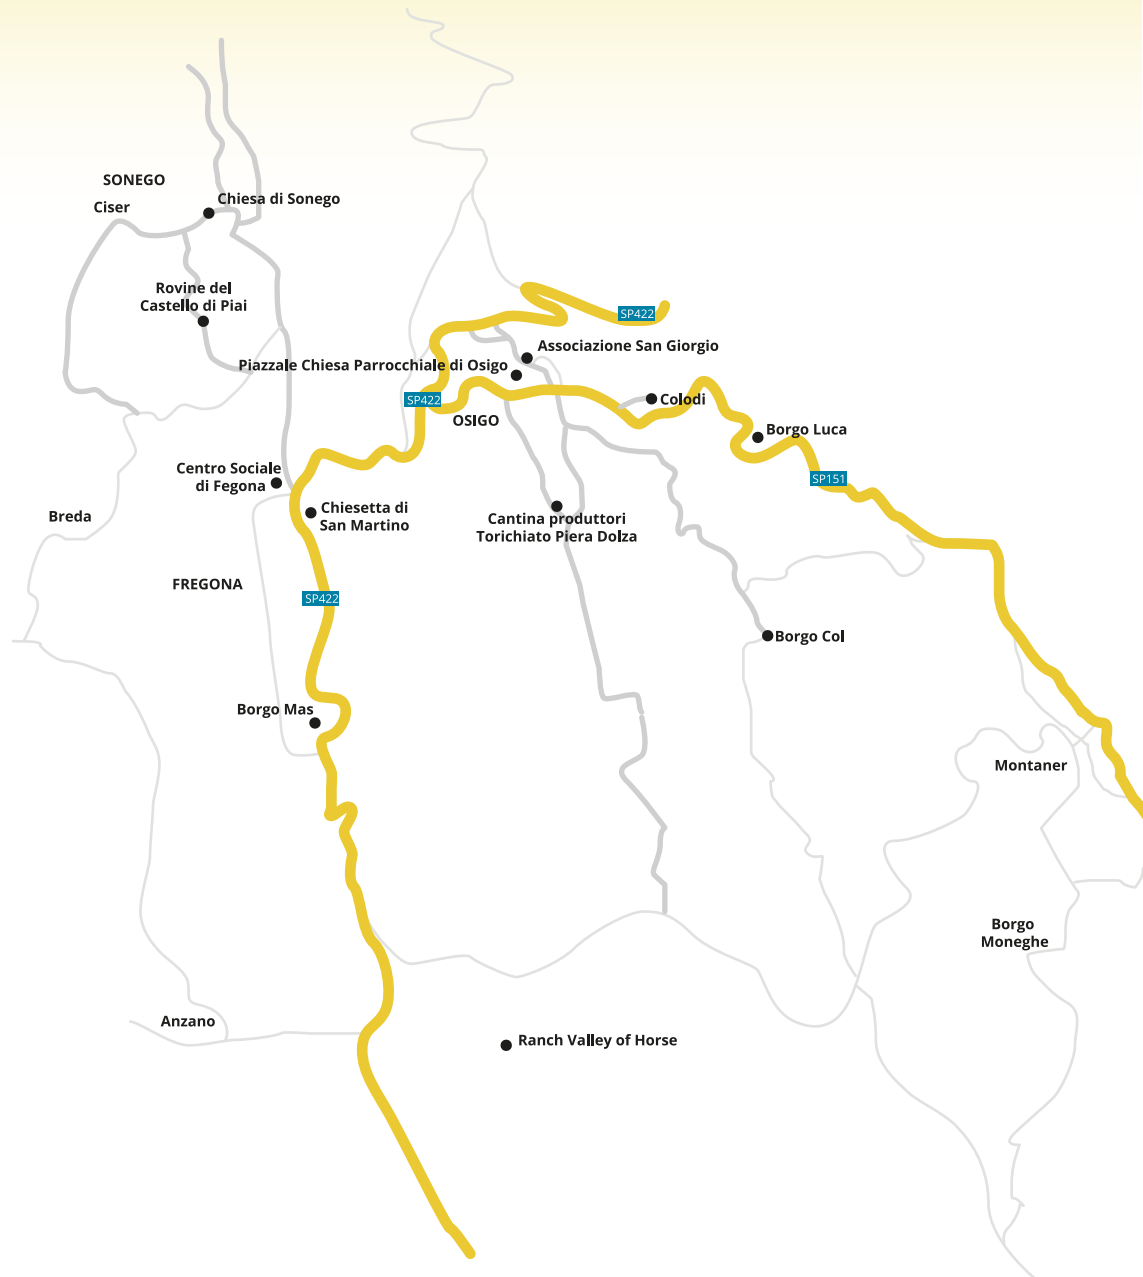 SONEGO
Ciser
Chiesa di Sonego
Rovine del
Castello di Piai
SP422
Associazione San Giorgio
Piazzale Chiesa Parrocchiale di Osigo
SP422
Colodi
OSIGO
Borgo Luca
Centro Sociale
di Fegona
SP151
Chiesetta di
San Martino
Breda
Cantina produttori
Torichiato Piera Dolza
FREGONA
SP422
Borgo Col
Borgo Mas
Montaner
Borgo
Moneghe
Anzano
Ranch Valley of Horse